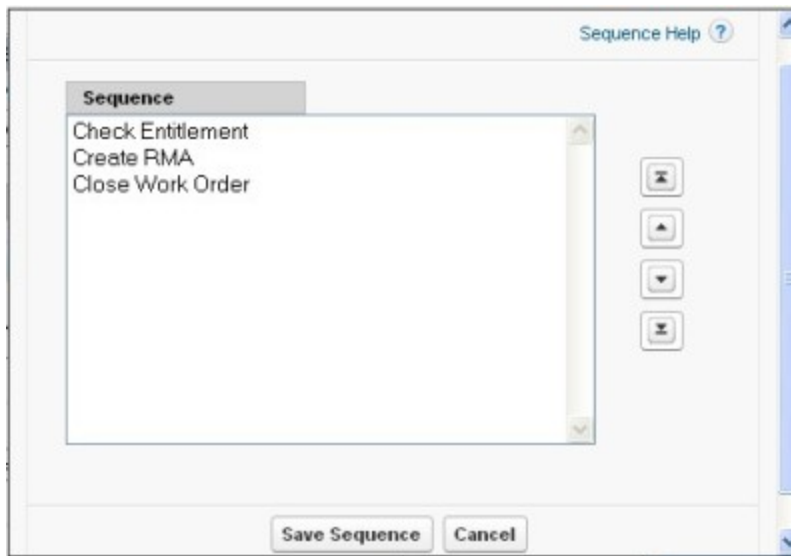 Sequence Help ?
Sequence
Check Entitlement
Create RMA
Close Work Order
Save Sequence Cancel